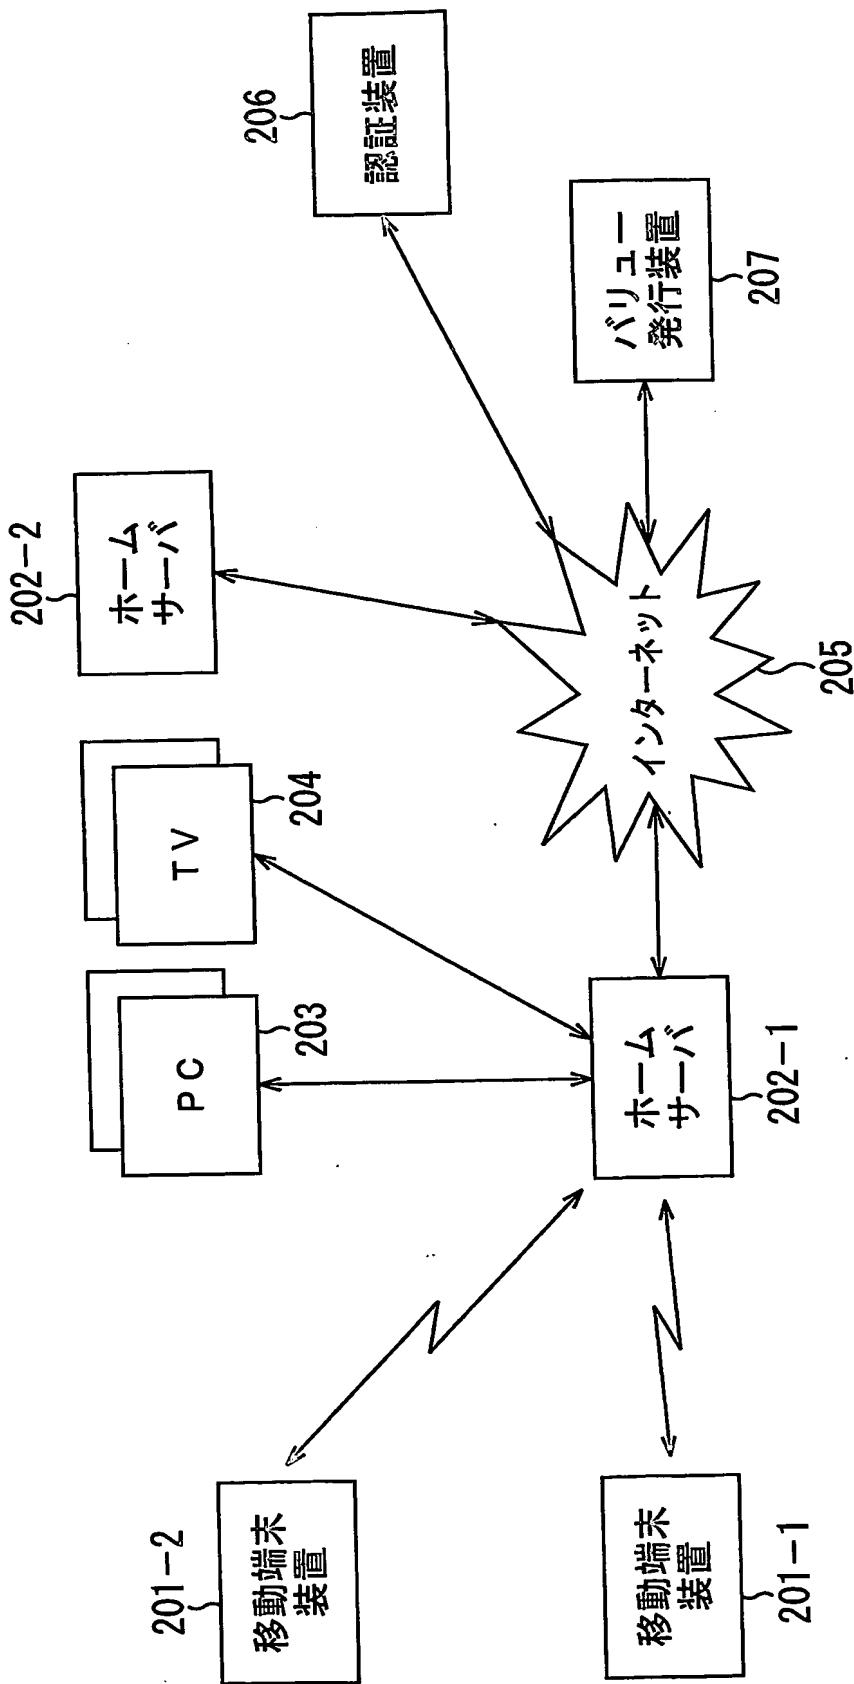 201-2
移動端末
装置
201-1
移動端末
装置
PC
203
TV
204
ホーム
サーバ
202-1
202-2
ホーム
サーバ
インターネット
205
206
認証装置
バリュー
発行装置
207